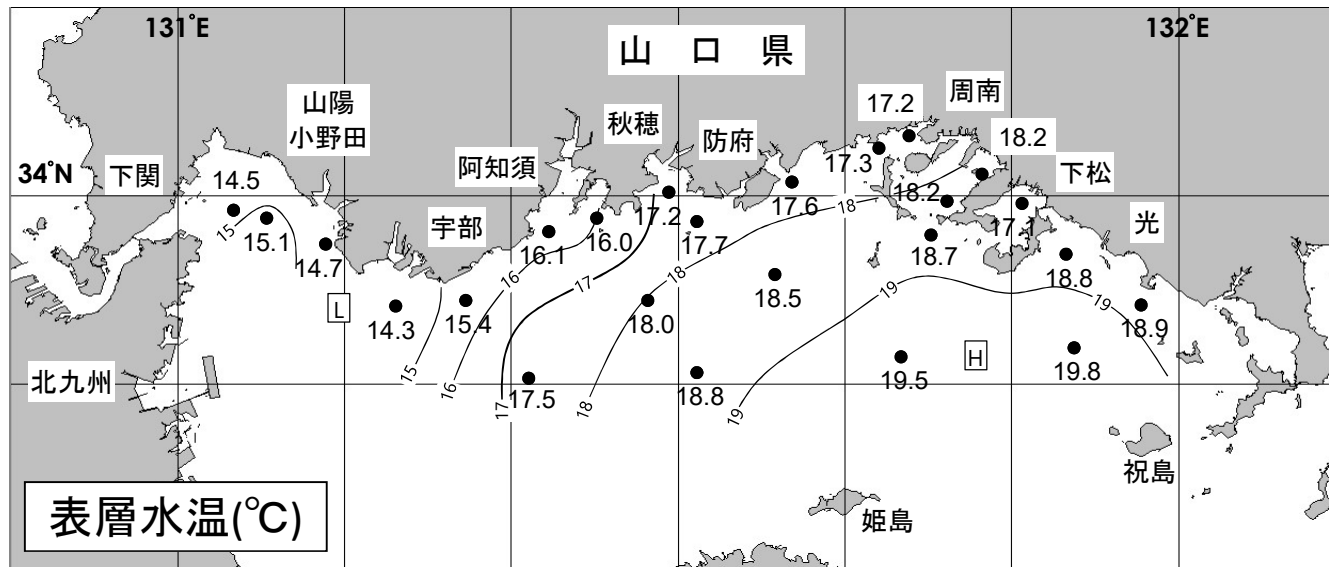 131°E
132°E
山 口 県
17.2
周南
山陽
小野田
秋穂
防府
18.2
17.3
阿知須
34°N
下関
14.5
下松
18.2
17.2
17.6
18
17.1
15
15.1
宇部
16.1
16.0
17.7
光
14.7
18.7
18.8
16
17
18
18.5
19
19
L
14.3
15.4
18.0
18.9
H
15
16
17
17.5
18
18.8
19
19.5
19.8
北九州
祝島
姫島
表層水温(℃)